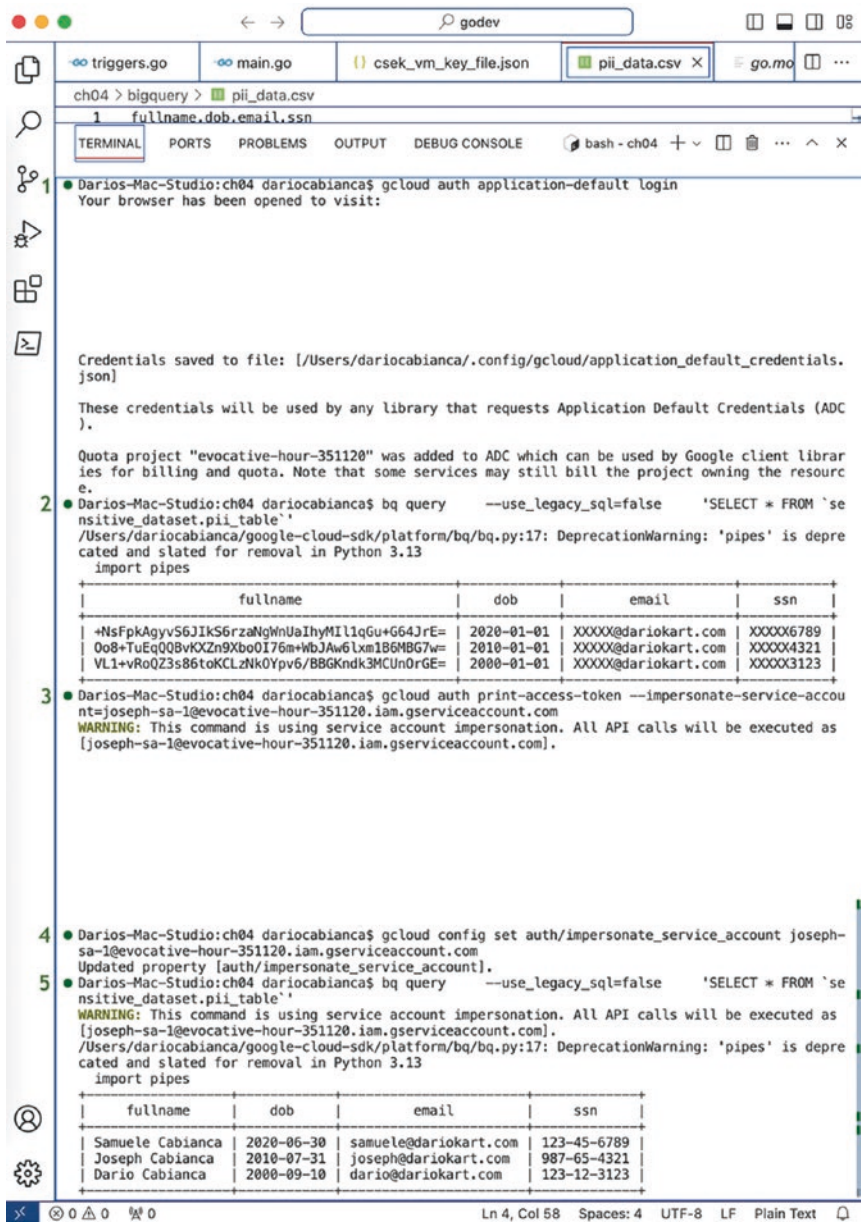 godev
triggers.go main.go {} csek_vm_key_file.json pii_data.csv × go.mo ···
ch04 > bigquery > pii_data.csv
1 fullname.dob.email.ssn
TERMINAL PORTS PROBLEMS OUTPUT DEBUG CONSOLE bash - ch04
1 Darios-Mac-Studio:ch04 dariocabianca$ gcloud auth application-default login
Your browser has been opened to visit:
Credentials saved to file: [/Users/dariocabianca/.config/gcloud/application_default_credentials.
json]
These credentials will be used by any library that requests Application Default Credentials (ADC
).
Quota project "evocative-hour-351120" was added to ADC which can be used by Google client librar
ies for billing and quota. Note that some services may still bill the project owning the resourc
e.
2 Darios-Mac-Studio:ch04 dariocabianca$ bq query --use_legacy_sql=false 'SELECT * FROM `se
nsitive_dataset.pii_table`'
/Users/dariocabianca/google-cloud-sdk/platform/bq/bq.py:17: DeprecationWarning: 'pipes' is depre
cated and slated for removal in Python 3.13
import pipes
| fullname | dob | email | ssn |
| +NsFpkAgyvS6JIkS6rzaNgWnUaIhyMIl1qGu+G64JrE= | 2020-01-01 | XXXXX@dariokart.com | XXXXX6789 |
| Oo8+TuEqQQBvKXZn9XboOI76m+WbJAw6lxm1B6MBG7w= | 2010-01-01 | XXXXX@dariokart.com | XXXXX4321 |
| VL1+vRoQZ3s86toKCLzNkOYpv6/BBGKndk3MCUnOrGE= | 2000-01-01 | XXXXX@dariokart.com | XXXXX3123 |
3 Darios-Mac-Studio:ch04 dariocabianca$ gcloud auth print-access-token --impersonate-service-accou
nt=joseph-sa-1@evocative-hour-351120.iam.gserviceaccount.com
WARNING: This command is using service account impersonation. All API calls will be executed as
[joseph-sa-1@evocative-hour-351120.iam.gserviceaccount.com].
4 Darios-Mac-Studio:ch04 dariocabianca$ gcloud config set auth/impersonate_service_account joseph-
sa-1@evocative-hour-351120.iam.gserviceaccount.com
Updated property [auth/impersonate_service_account].
5 Darios-Mac-Studio:ch04 dariocabianca$ bq query --use_legacy_sql=false 'SELECT * FROM `se
nsitive_dataset.pii_table`'
WARNING: This command is using service account impersonation. All API calls will be executed as
[joseph-sa-1@evocative-hour-351120.iam.gserviceaccount.com].
/Users/dariocabianca/google-cloud-sdk/platform/bq/bq.py:17: DeprecationWarning: 'pipes' is depre
cated and slated for removal in Python 3.13
import pipes
| fullname | dob | email | ssn |
| Samuele Cabianca | 2020-06-30 | samuele@dariokart.com | 123-45-6789 |
| Joseph Cabianca | 2010-07-31 | joseph@dariokart.com | 987-65-4321 |
| Dario Cabianca | 2000-09-10 | dario@dariokart.com | 123-12-3123 |
0 0 0 Ln 4, Col 58 Spaces: 4 UTF-8 LF Plain Text